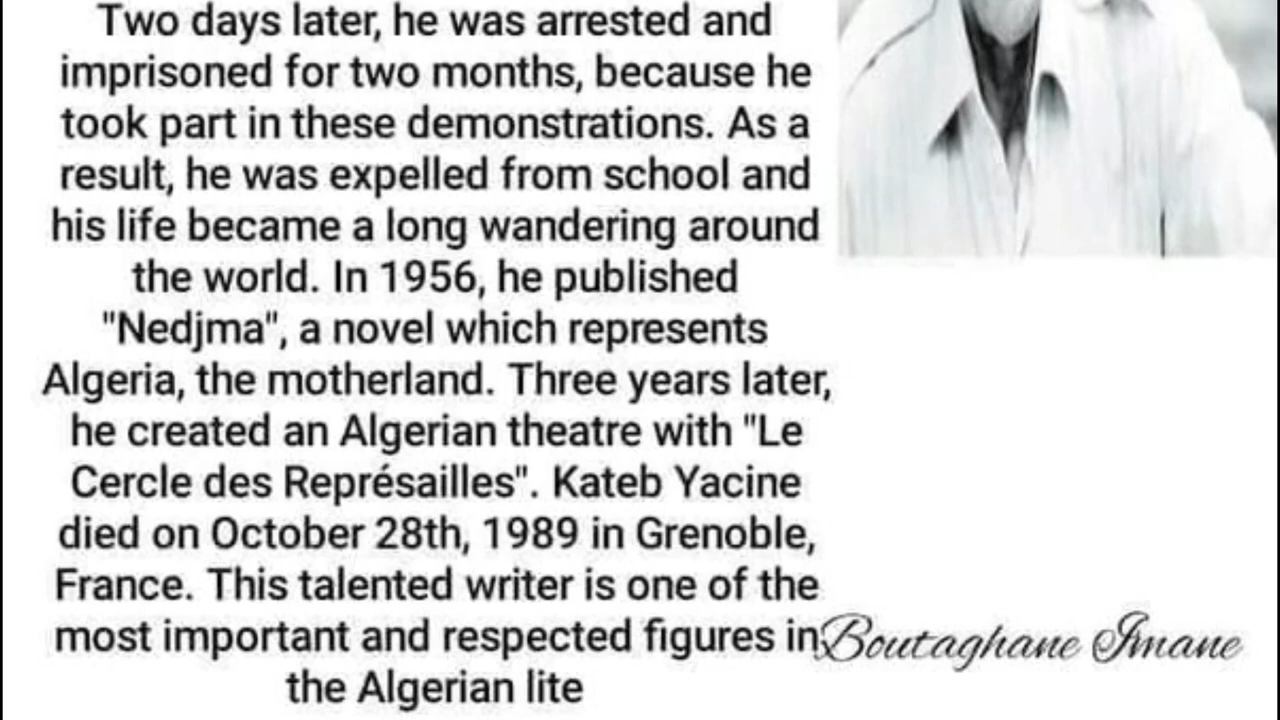 Two days later, he was arrested and
imprisoned for two months, because he
took part in these demonstrations. As a
result, he was expelled from school and
his life became a long wandering around
the world. In 1956, he published
"Nedjma", a novel which represents
Algeria, the motherland. Three years later,
he created an Algerian theatre with "Le
Cercle des Représailles". Kateb Yacine
died on October 28th, 1989 in Grenoble,
France. This talented writer is one of the
most important and respected figures in
the Algerian lite
Boutaghane Imane